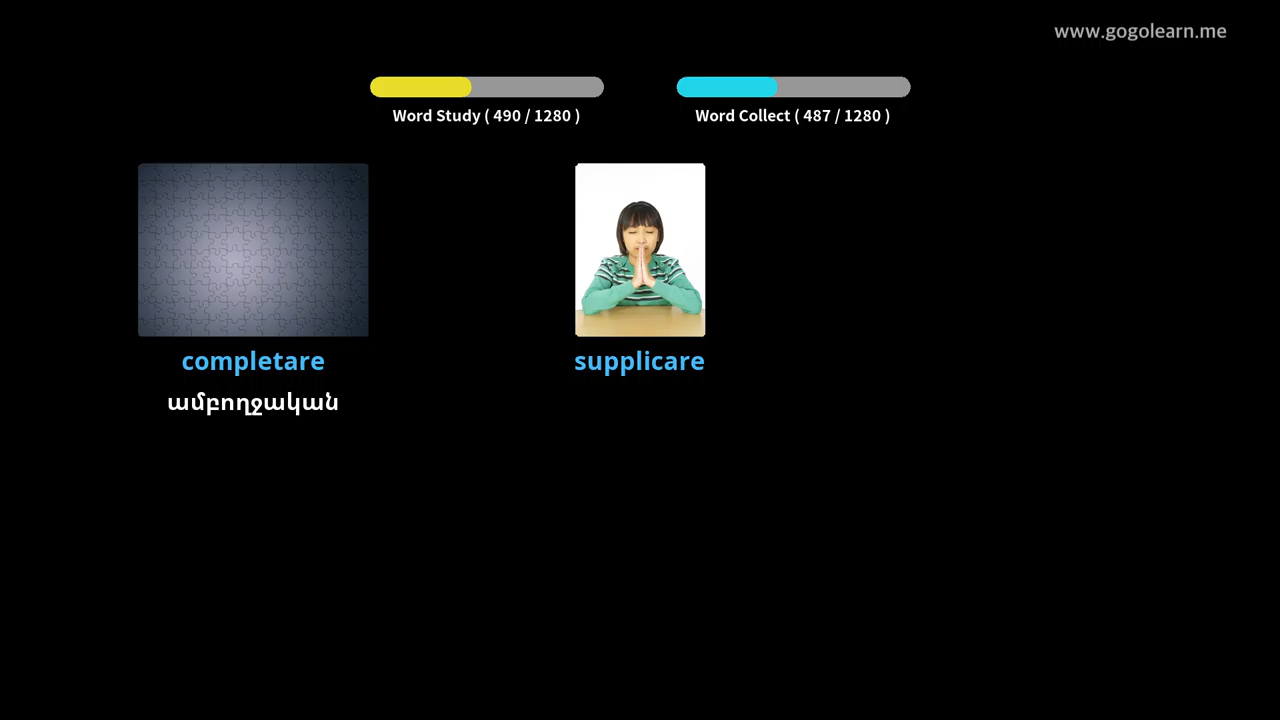 www.gogolearn.me
Word Study ( 490 / 1280 )
Word Collect ( 487 / 1280 )
completare
supplicare
ամբողջական